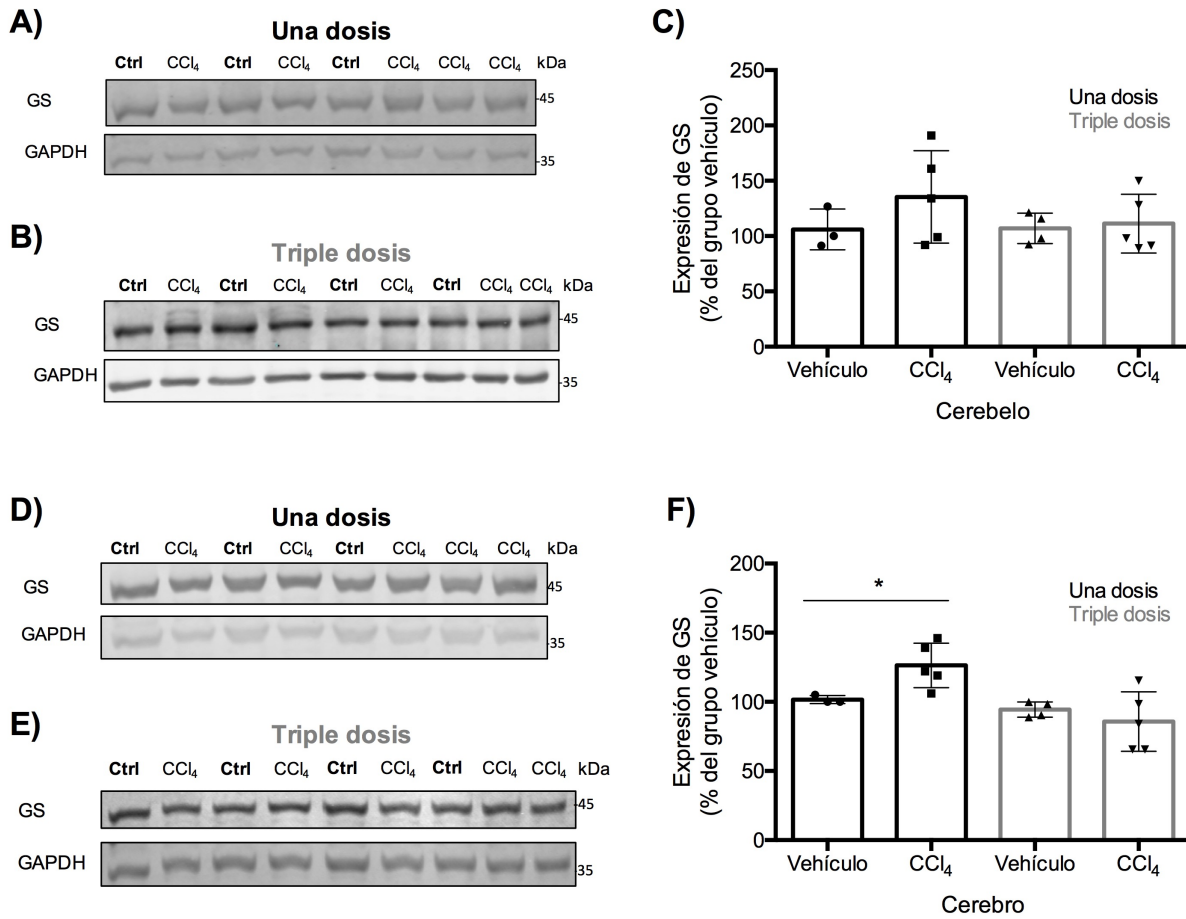 A)
Una dosis
Ctrl CCl₄ Ctrl CCl₄ Ctrl CCl₄ CCl₄ CCl₄ kDa
GS
-45
GAPDH
-35
B)
Triple dosis
Ctrl CCl₄ Ctrl CCl₄ Ctrl CCl₄ Ctrl CCl₄ CCl₄ kDa
GS
-45
GAPDH
-35
C)
Expresión de GS
(% del grupo vehículo)
250
200
150
100
50
0
Una dosis
Triple dosis
Vehículo CCl₄ Vehículo CCl₄
Cerebelo
D)
Una dosis
Ctrl CCl₄ Ctrl CCl₄ Ctrl CCl₄ CCl₄ CCl₄ kDa
GS
45
GAPDH
-35
E)
Triple dosis
Ctrl CCl₄ Ctrl CCl₄ Ctrl CCl₄ Ctrl CCl₄ CCl₄ kDa
GS
-45
GAPDH
-35
F)
Expresión de GS
(% del grupo vehículo)
200
150
100
50
0
*
Una dosis
Triple dosis
Vehículo CCl₄ Vehículo CCl₄
Cerebro